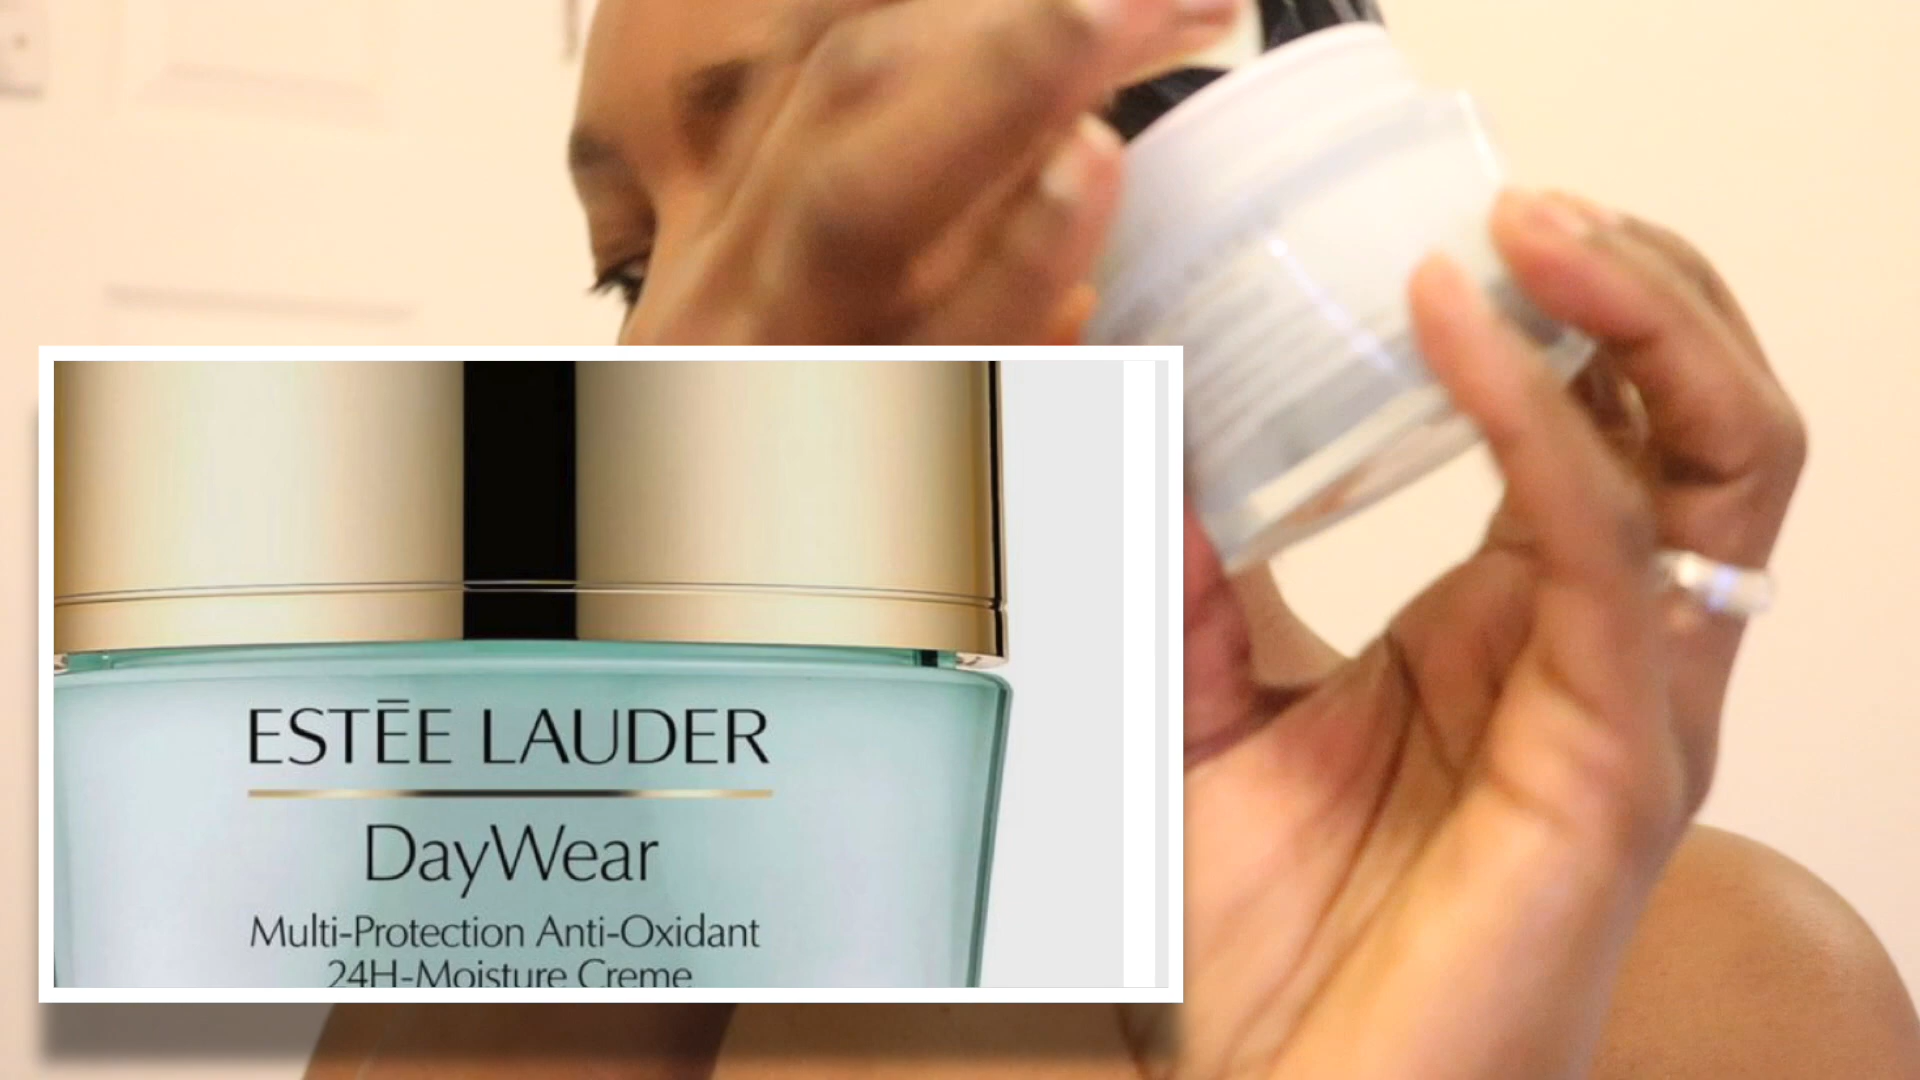 ESTĒE LAUDER
DayWear
Multi-Protection Anti-Oxidant
24H-Moisture Creme